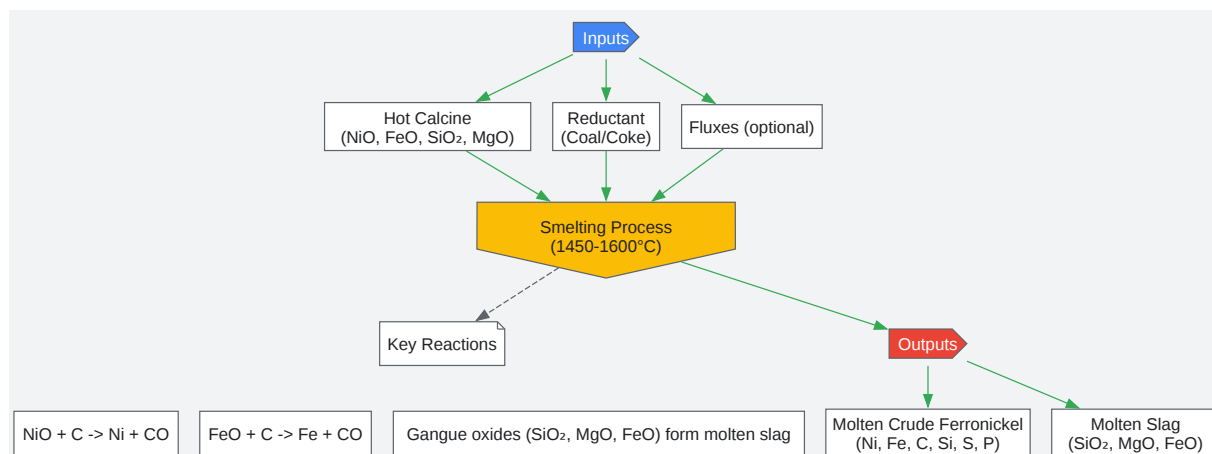 Inputs
Hot Calcine
(NiO, FeO, SiO₂, MgO)
Reductant
(Coal/Coke)
Fluxes (optional)
Smelting Process
(1450-1600°C)
Key Reactions
Outputs
NiO + C -> Ni + CO
FeO + C -> Fe + CO
Gangue oxides (SiO₂, MgO, FeO) form molten slag
Molten Crude Ferronickel
(Ni, Fe, C, Si, S, P)
Molten Slag
(SiO₂, MgO, FeO)